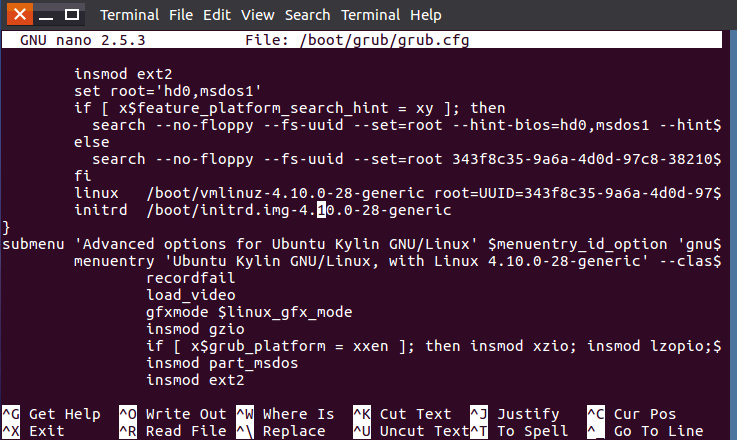 Terminal File Edit View Search Terminal Help
GNU nano 2.5.3 File: /boot/grub/grub.cfg
insmod ext2
set root='hd0,msdos1'
if [ x$feature_platform_search_hint = xy ]; then
search --no-floppy --fs-uuid --set=root --hint-bios=hd0,msdos1 --hint$
else
search --no-floppy --fs-uuid --set=root 343f8c35-9a6a-4d0d-97c8-38210$
fi
linux /boot/vmlinuz-4.10.0-28-generic root=UUID=343f8c35-9a6a-4d0d-97$
initrd /boot/initrd.img-4.10.0-28-generic
}
submenu 'Advanced options for Ubuntu Kylin GNU/Linux' $menuentry_id_option 'gnu$
menuentry 'Ubuntu Kylin GNU/Linux, with Linux 4.10.0-28-generic' --clas$
recordfail
load_video
gfxmode $linux_gfx_mode
insmod gzio
if [ x$grub_platform = xxen ]; then insmod xzio; insmod lzopio;$
insmod part_msdos
insmod ext2
^G Get Help ^O Write Out ^W Where Is ^K Cut Text ^J Justify ^C Cur Pos
^X Exit ^R Read File ^\ Replace ^U Uncut Text ^T To Spell ^_ Go To Line